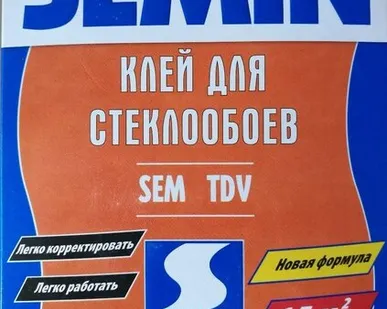 SEMIN
КЛЕЙ ДЛЯ
СТЕКЛООБОЕВ
SEM TDV
Легко корректировать
Легко работать
Новая формула